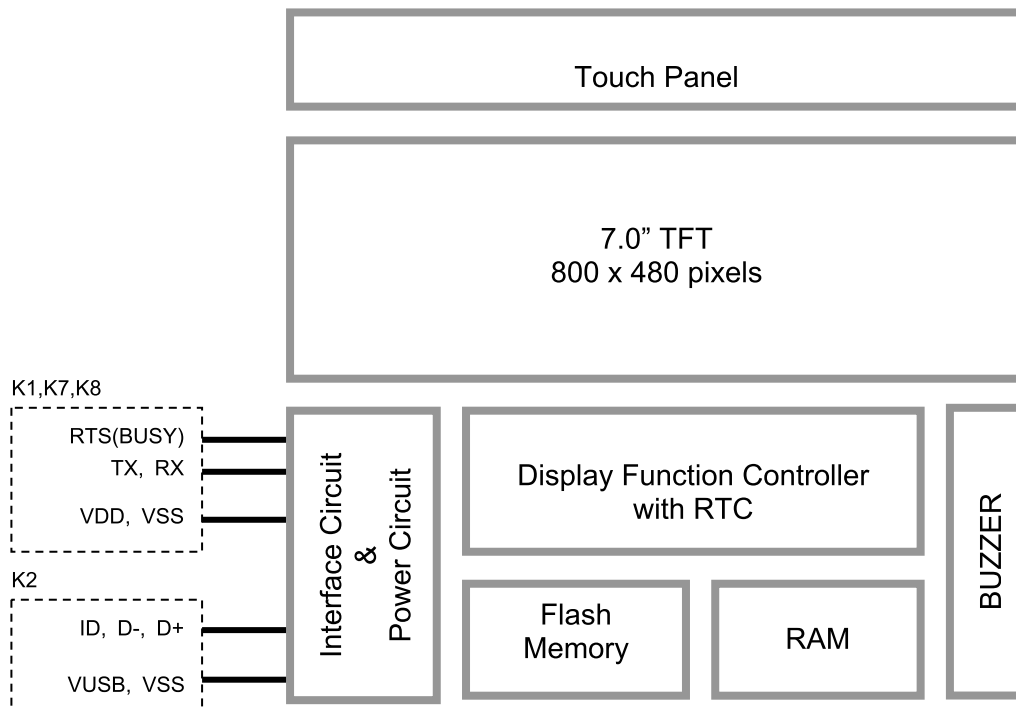 Touch Panel
7.0” TFT
800 x 480 pixels
K1,K7,K8
RTS(BUSY)
TX, RX
VDD, VSS
K2
ID, D-, D+
VUSB, VSS
Interface Circuit
&
Power Circuit
Display Function Controller
with RTC
Flash
Memory
RAM
BUZZER